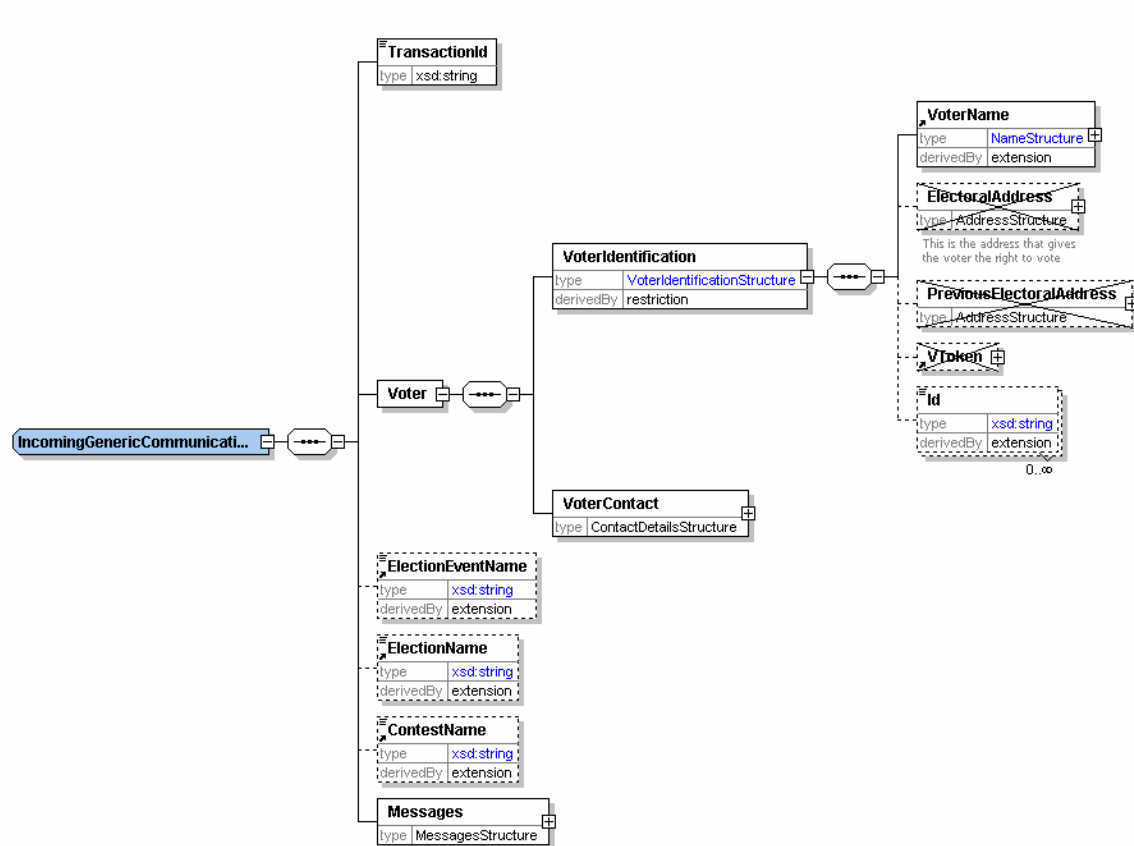 TransactionId
type xsd:string
VoterName
type NameStructure
derivedBy extension
ElectoralAddress
type AddressStructure
This is the address that gives
the voter the right to vote
VoterIdentification
type VoterIdentificationStructure
derivedBy restriction
PreviousElectoralAddress
type AddressStructure
VToken
Voter
Id
type xsd:string
derivedBy extension
0..∞
IncomingGenericCommunicati...
VoterContact
type ContactDetailsStructure
ElectionEventName
type xsd:string
derivedBy extension
ElectionName
type xsd:string
derivedBy extension
ContestName
type xsd:string
derivedBy extension
Messages
type MessagesStructure